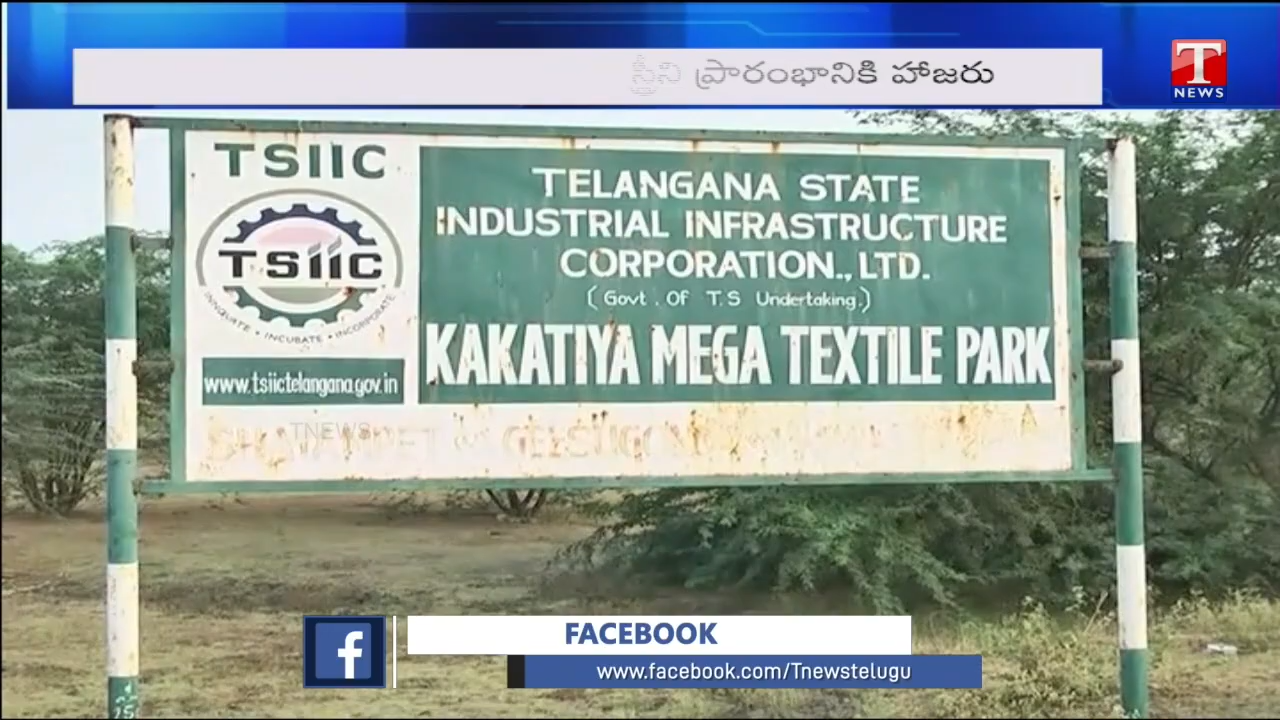 ప్రారంభానికి హాజరు
T
NEWS
TSIIC
TSIIC
INNOVATE • INCUBATE • INCORPORATE
www.tsiictelangana.gov.in
TELANGANA STATE
INDUSTRIAL INFRASTRUCTURE
CORPORATION., LTD.
( Govt . Of T.S Undertaking.)
KAKATIYA MEGA TEXTILE PARK
TNEWS
FACEBOOK
www.facebook.com/Tnewstelugu